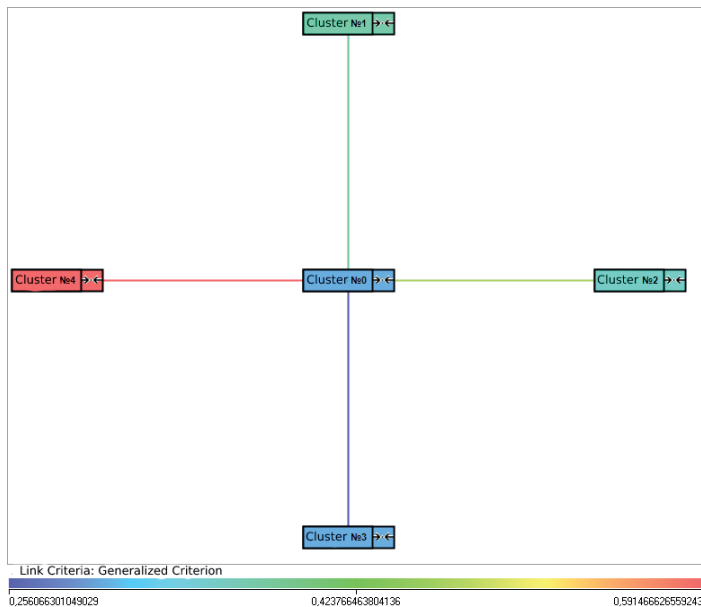 Cluster №1
Cluster №4
Cluster №0
Cluster №2
Cluster №3
Link Criteria: Generalized Criterion
0,256066301049029
0,423766463804136
0,591466626559243